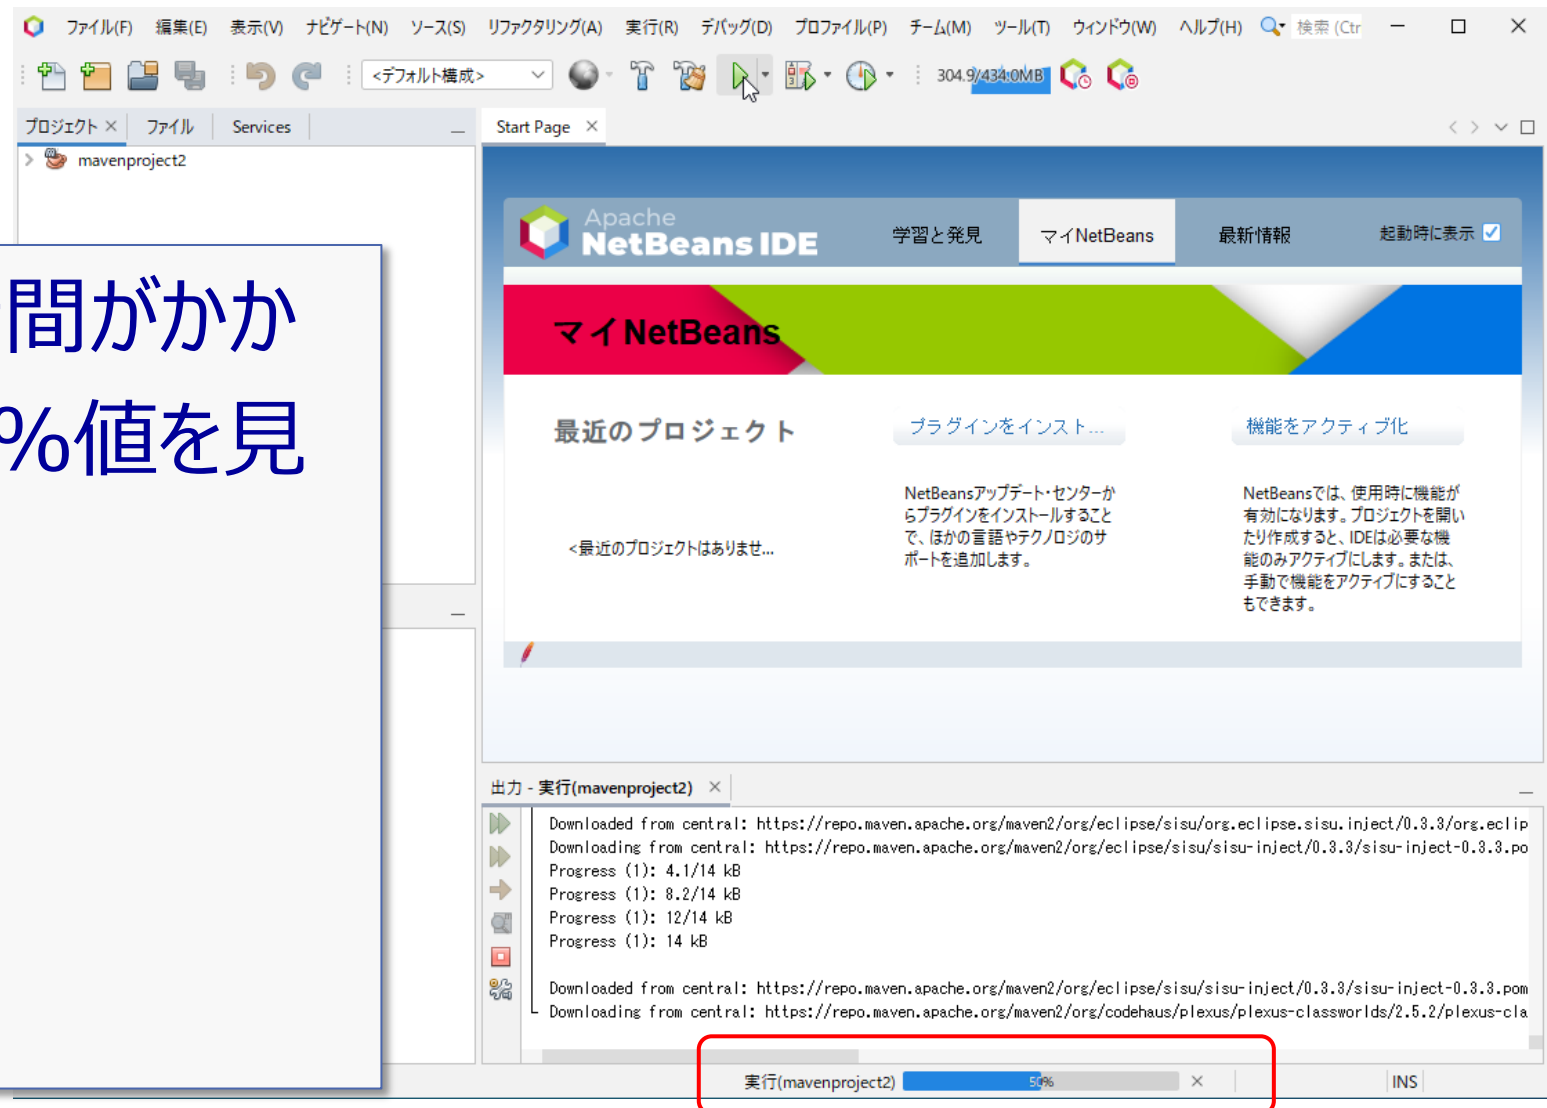 ファイル(F) 編集(E) 表示(V) ナビゲート(N) ソース(S) リファクタリング(A) 実行(R) デバッグ(D) プロファイル(P) チーム(M) ツール(T) ウィンドウ(W) ヘルプ(H) 検索 (Ctr
<デフォルト構成> 304.9/434.0MB
プロジェクト ファイル Services
Start Page
mavenproject2
Apache
NetBeans IDE
学習と発見 マイNetBeans 最新情報 起動時に表示
間がかか
%値を見
マイNetBeans
最近のプロジェクト
<最近のプロジェクトはありませ...
プラグインをインスト...
NetBeansアップデート・センターか
らプラグインをインストールすること
で、ほかの言語やテクノロジのサ
ポートを追加します。
機能をアクティブ化
NetBeansでは、使用時に機能が
有効になります。プロジェクトを開い
たり作成すると、IDEは必要な機
能のみアクティブにします。または、
手動で機能をアクティブにすること
もできます。
出力 - 実行(mavenproject2)
Downloaded from central: https://repo.maven.apache.org/maven2/org/eclipse/sisu/org.eclipse.sisu.inject/0.3.3/org.eclip
Downloading from central: https://repo.maven.apache.org/maven2/org/eclipse/sisu/sisu-inject/0.3.3/sisu-inject-0.3.3.po
Progress (1): 4.1/14 kB
Progress (1): 8.2/14 kB
Progress (1): 12/14 kB
Progress (1): 14 kB
Downloaded from central: https://repo.maven.apache.org/maven2/org/eclipse/sisu/sisu-inject/0.3.3/sisu-inject-0.3.3.pom
Downloading from central: https://repo.maven.apache.org/maven2/org/codehaus/plexus/plexus-classworlds/2.5.2/plexus-cla
実行(mavenproject2) 50% INS